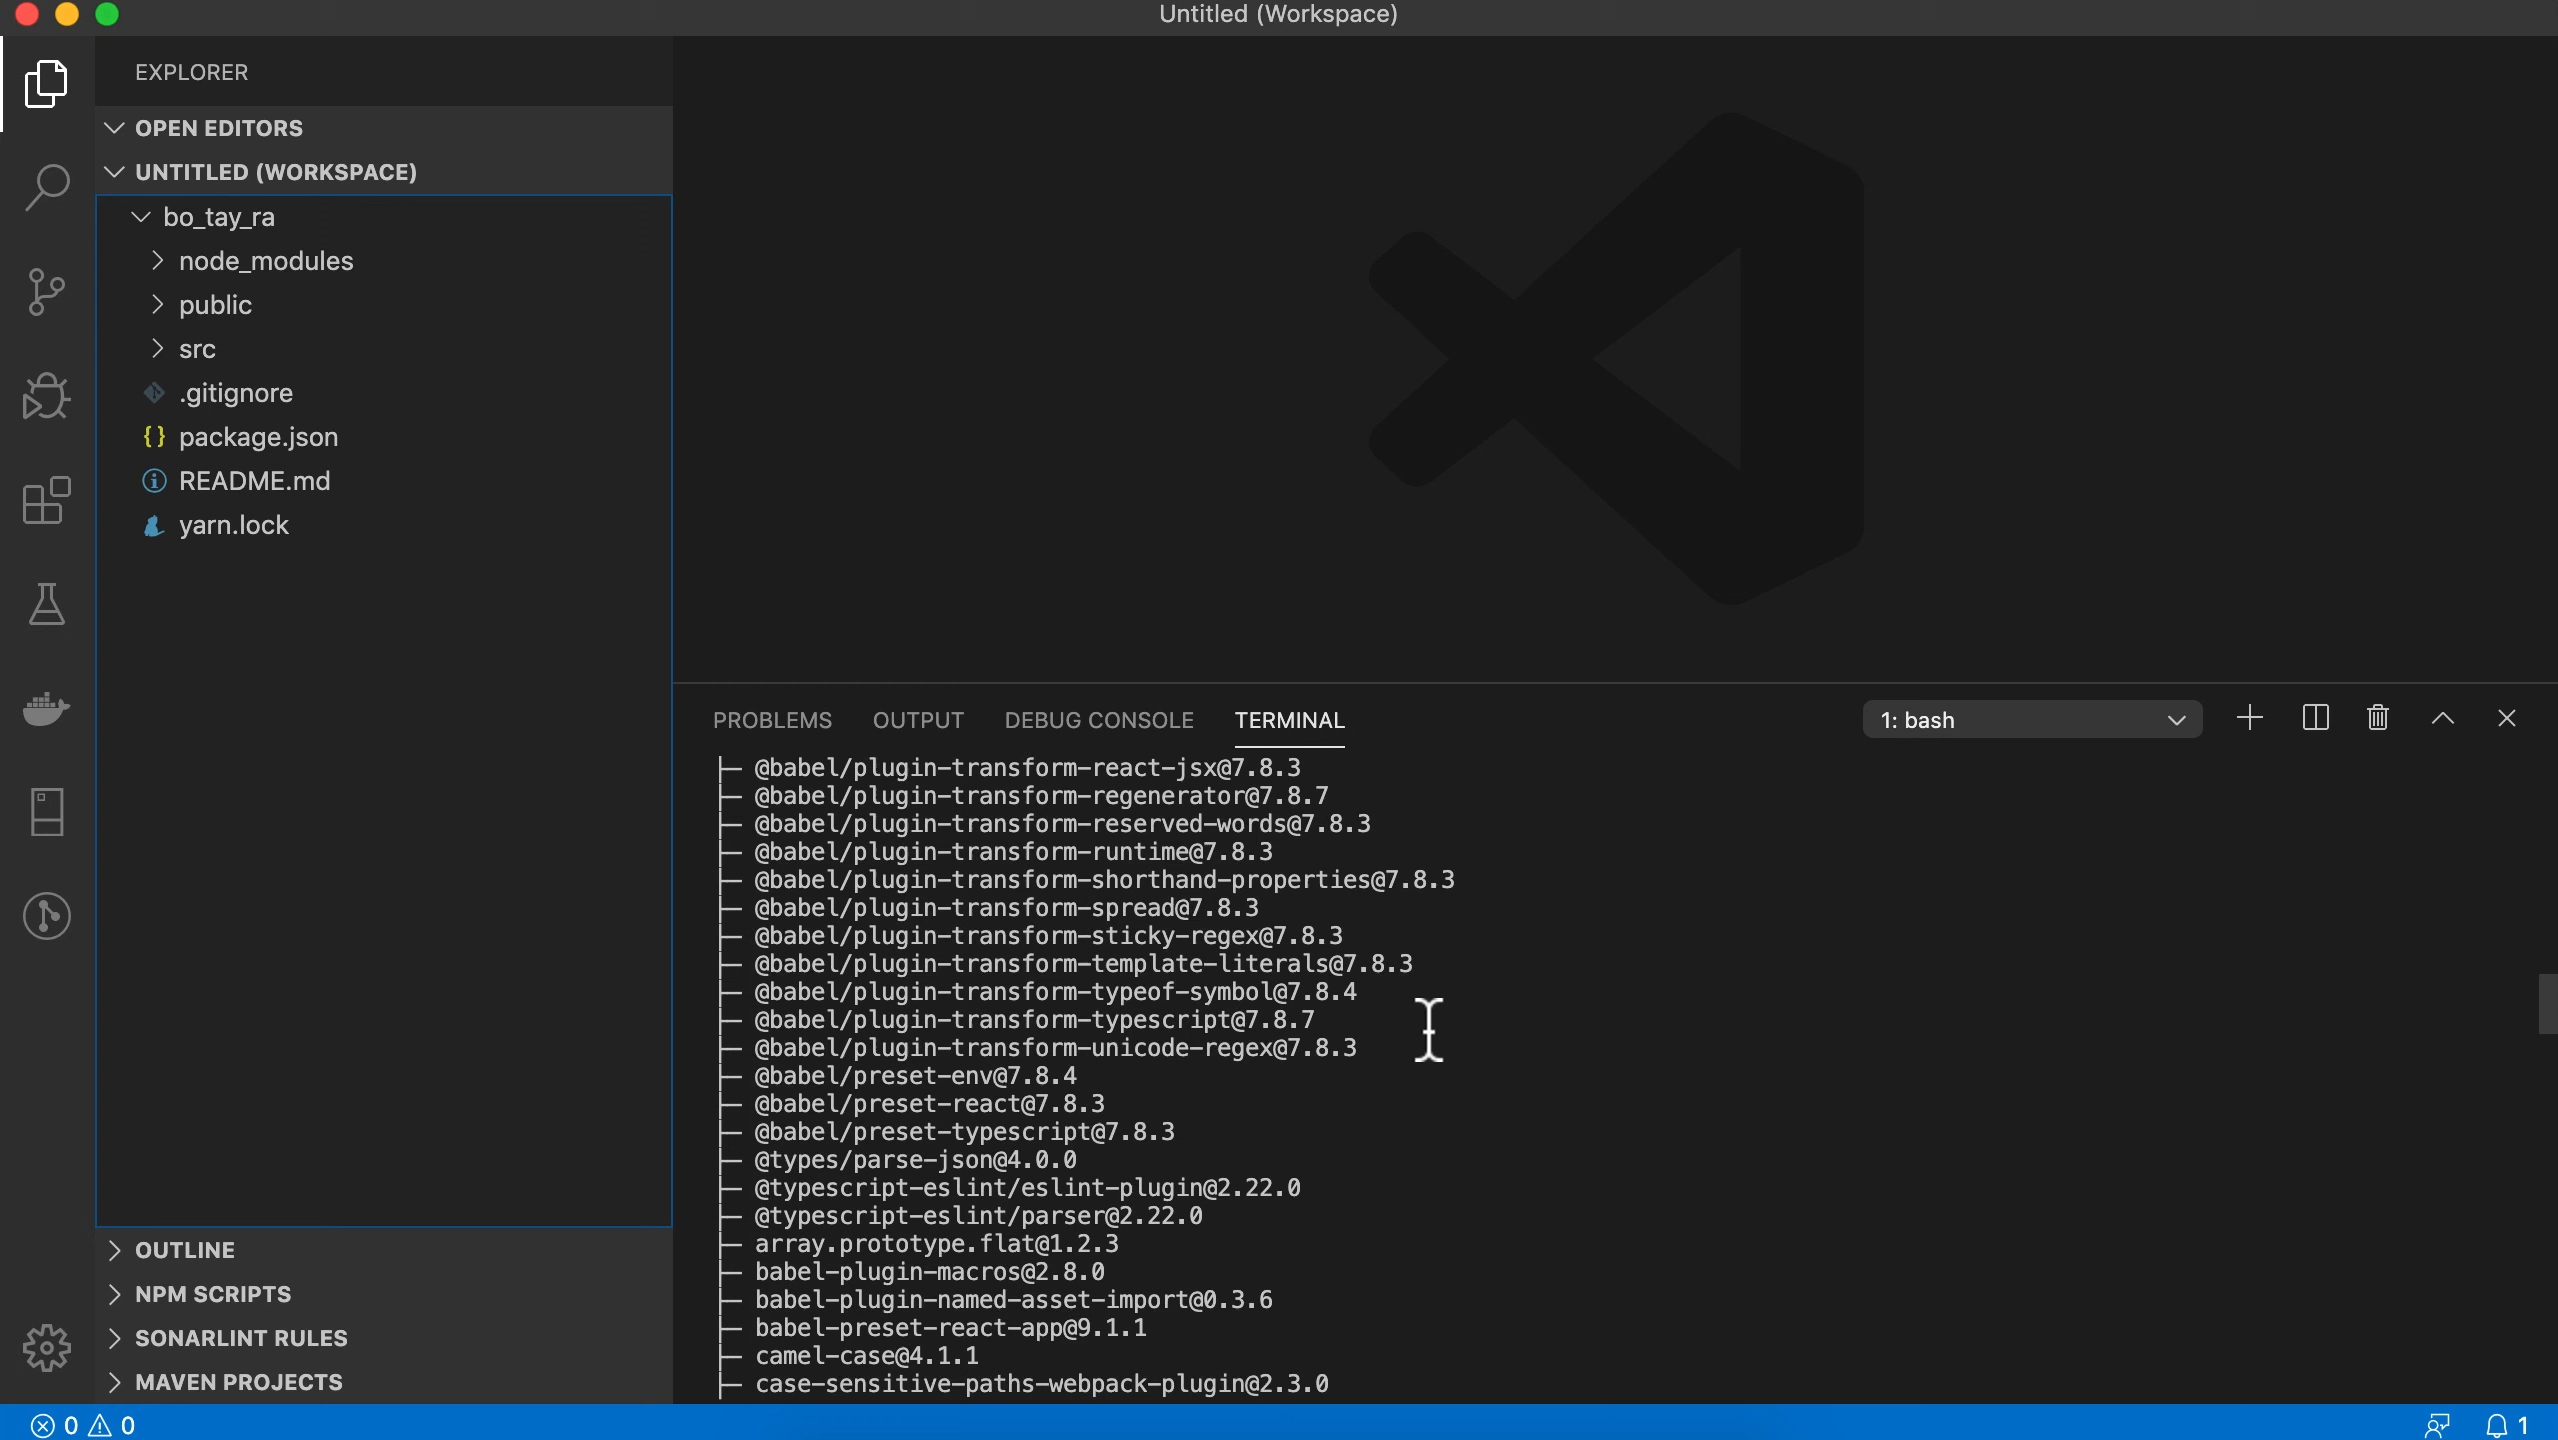 Untitled (Workspace)
EXPLORER
OPEN EDITORS
UNTITLED (WORKSPACE)
bo_tay_ra
node_modules
public
src
.gitignore
package.json
README.md
yarn.lock
OUTLINE
NPM SCRIPTS
SONARLINT RULES
MAVEN PROJECTS
PROBLEMS OUTPUT DEBUG CONSOLE TERMINAL 1: bash
├─ @babel/plugin-transform-react-jsx@7.8.3
├─ @babel/plugin-transform-regenerator@7.8.7
├─ @babel/plugin-transform-reserved-words@7.8.3
├─ @babel/plugin-transform-runtime@7.8.3
├─ @babel/plugin-transform-shorthand-properties@7.8.3
├─ @babel/plugin-transform-spread@7.8.3
├─ @babel/plugin-transform-sticky-regex@7.8.3
├─ @babel/plugin-transform-template-literals@7.8.3
├─ @babel/plugin-transform-typeof-symbol@7.8.4
├─ @babel/plugin-transform-typescript@7.8.7
├─ @babel/plugin-transform-unicode-regex@7.8.3
├─ @babel/preset-env@7.8.4
├─ @babel/preset-react@7.8.3
├─ @babel/preset-typescript@7.8.3
├─ @types/parse-json@4.0.0
├─ @typescript-eslint/eslint-plugin@2.22.0
├─ @typescript-eslint/parser@2.22.0
├─ array.prototype.flat@1.2.3
├─ babel-plugin-macros@2.8.0
├─ babel-plugin-named-asset-import@0.3.6
├─ babel-preset-react-app@9.1.1
├─ camel-case@4.1.1
├─ case-sensitive-paths-webpack-plugin@2.3.0
0 0 1